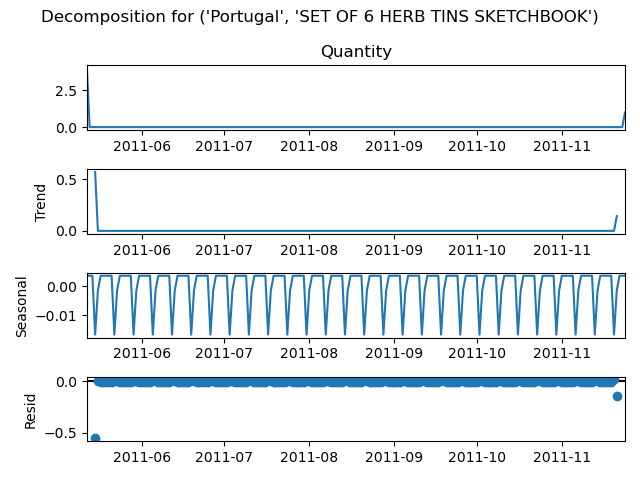 Decomposition for ('Portugal', 'SET OF 6 HERB TINS SKETCHBOOK')
Quantity
2.5
0.0
2011-06 2011-07 2011-08 2011-09 2011-10 2011-11
Trend
0.5
0.0
2011-06 2011-07 2011-08 2011-09 2011-10 2011-11
Seasonal
0.00
−0.01
2011-06 2011-07 2011-08 2011-09 2011-10 2011-11
Resid
0.0
−0.5
2011-06 2011-07 2011-08 2011-09 2011-10 2011-11